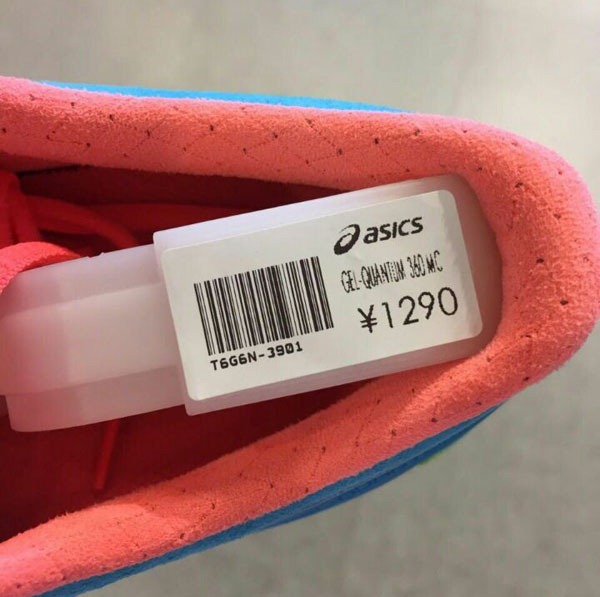 asics
GEL-QUANTUM 360 MC
¥1290
T6G6N-3901